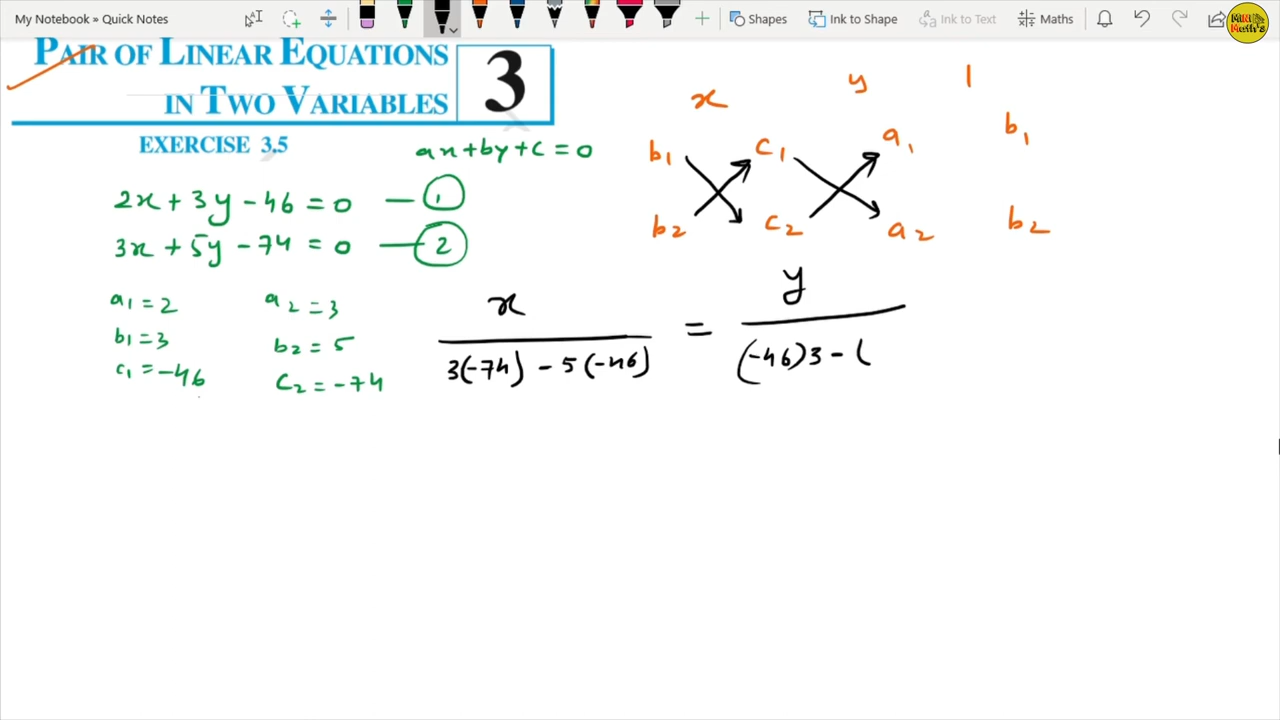 My Notebook » Quick Notes
Shapes
Ink to Shape
Ink to Text
Maths
Mini Math's
PAIR OF LINEAR EQUATIONS
IN TWO VARIABLES
3
EXERCISE 3.5
ax+by+c=0
2x+3y-46=0 — 1
3x+5y-74=0 — 2
a1=2 a2=3
b1=3 b2=5
c1=-46 c2=-74
x y 1
b1 c1 a1 b1
b2 c2 a2 b2
x/3(-74)-5(-46) = y/(-46)3-(